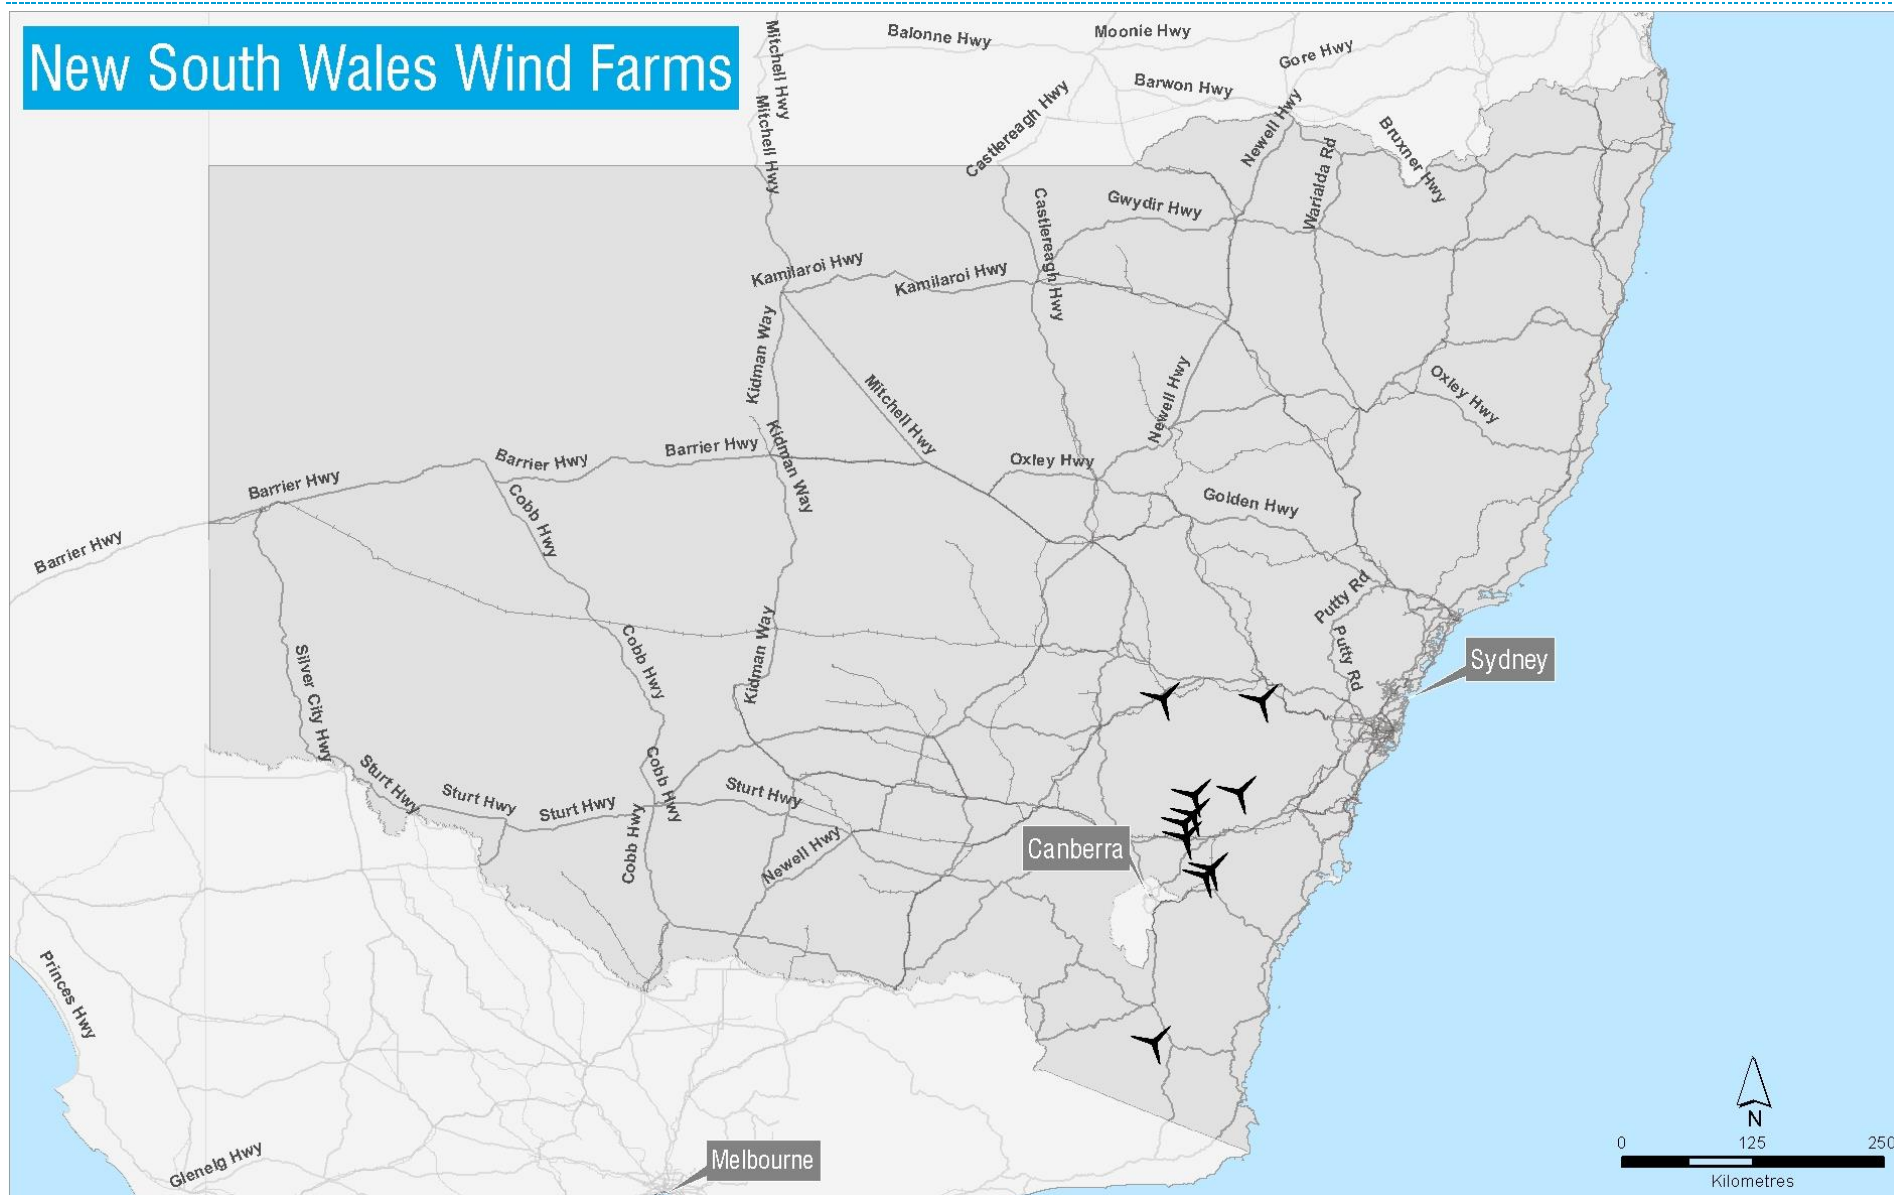 New South Wales Wind Farms
Mitchell Hwy
Balonne Hwy
Moonie Hwy
Gore Hwy
Barwon Hwy
Mitchell Hwy
Castlereagh Hwy
Newell Hwy
Bruxner Hwy
Warialda Rd
Castlereagh Hwy
Gwydir Hwy
Kamilaroi Hwy
Kamilaroi Hwy
Kidman Way
Mitchell Hwy
Newell Hwy
Oxley Hwy
Kidman Way
Barrier Hwy
Barrier Hwy
Barrier Hwy
Oxley Hwy
Cobb Hwy
Golden Hwy
Barrier Hwy
Putty Rd
Putty Rd
Silver City Hwy
Cobb Hwy
Kidman Way
Sydney
Sturt Hwy
Sturt Hwy
Sturt Hwy
Cobb Hwy
Cobb Hwy
Sturt Hwy
Newell Hwy
Canberra
Princes Hwy
Glenelg Hwy
Melbourne
N
0 125 250
Kilometres